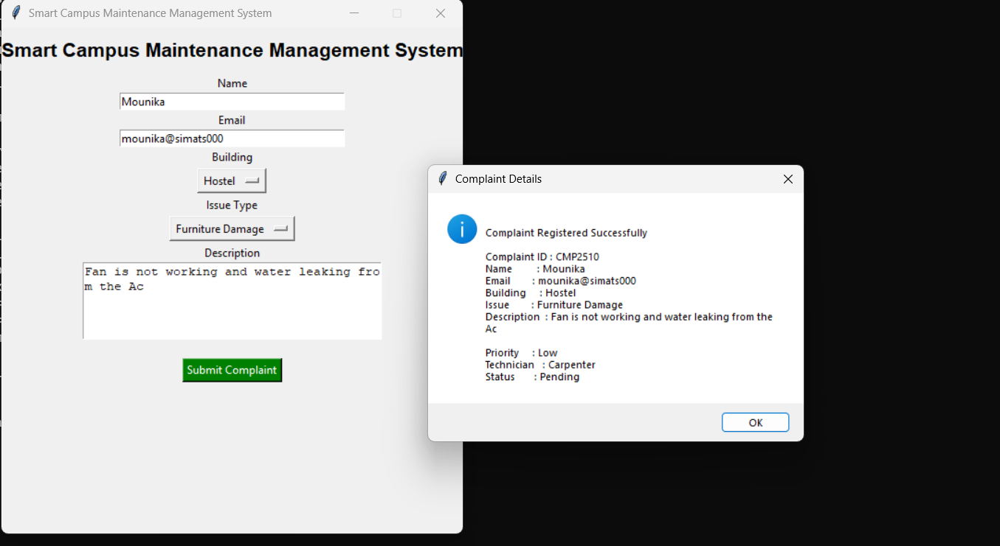 Smart Campus Maintenance Management System
Smart Campus Maintenance Management System
Name
Mounika
Email
mounika@simats000
Building
Hostel
Issue Type
Furniture Damage
Description
Fan is not working and water leaking fro
m the Ac
Submit Complaint
Complaint Details
Complaint Registered Successfully
Complaint ID : CMP2510
Name : Mounika
Email : mounika@simats000
Building : Hostel
Issue : Furniture Damage
Description : Fan is not working and water leaking from the
Ac
Priority : Low
Technician : Carpenter
Status : Pending
OK